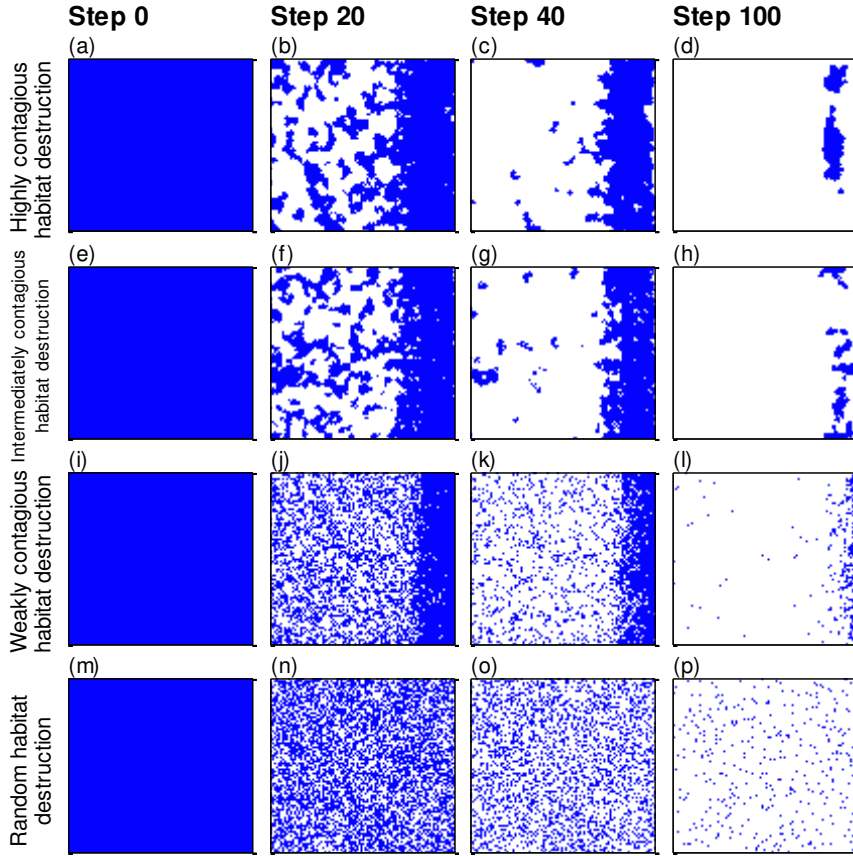 Step 0 Step 20 Step 40 Step 100
(a) (b) (c) (d)
Highly contagious
habitat destruction
(e) (f) (g) (h)
Intermediately contagious
habitat destruction
(i) (j) (k) (l)
Weakly contagious
habitat destruction
(m) (n) (o) (p)
Random habitat
destruction